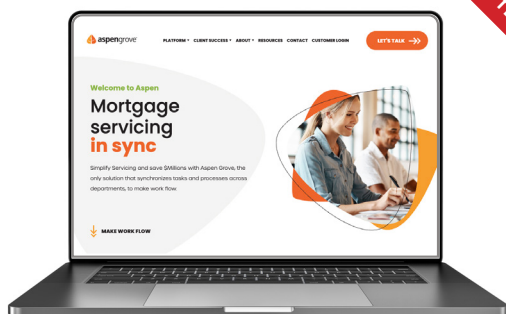 aspengrove
PLATFORM CLIENT SUCCESS ABOUT RESOURCES CONTACT CUSTOMER LOGIN
LET'S TALK
Welcome to Aspen
Mortgage
servicing
in sync
Simplify Servicing and save $Millions with Aspen Grove, the
only solution that synchronizes tasks and processes across
departments, to make work flow.
MAKE WORK FLOW